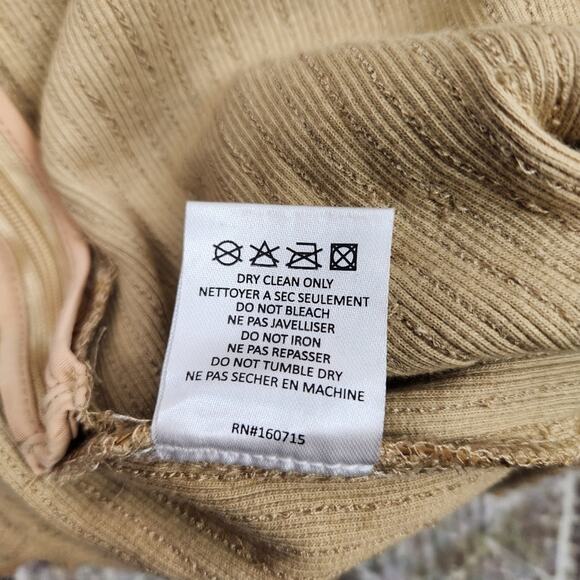 DRY CLEAN ONLY
NETTOYER A SEC SEULEMENT
DO NOT BLEACH
NE PAS JAVELLISER
DO NOT IRON
NE PAS REPASSER
DO NOT TUMBLE DRY
NE PAS SECHER EN MACHINE
RN#160715